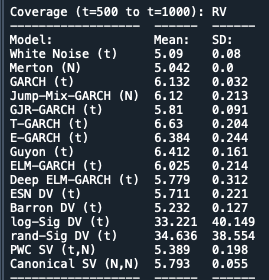 Coverage (t=500 to t=1000): RV
------------------ ------ ------
Model: Mean: SD:
White Noise (t) 5.09 0.08
Merton (N) 5.042 0.0
GARCH (t) 6.132 0.032
Jump-Mix-GARCH (N) 6.12 0.213
GJR-GARCH (t) 5.81 0.091
T-GARCH (t) 6.63 0.204
E-GARCH (t) 6.384 0.244
Guyon (t) 6.412 0.161
ELM-GARCH (t) 6.025 0.214
Deep ELM-GARCH (t) 5.779 0.312
ESN DV (t) 5.711 0.221
Barron DV (t) 5.232 0.127
log-Sig DV (t) 33.221 40.149
rand-Sig DV (t) 34.636 38.554
PWC SV (t,N) 5.389 0.198
Canonical SV (N,N) 5.793 0.055
------------------ ------ ------